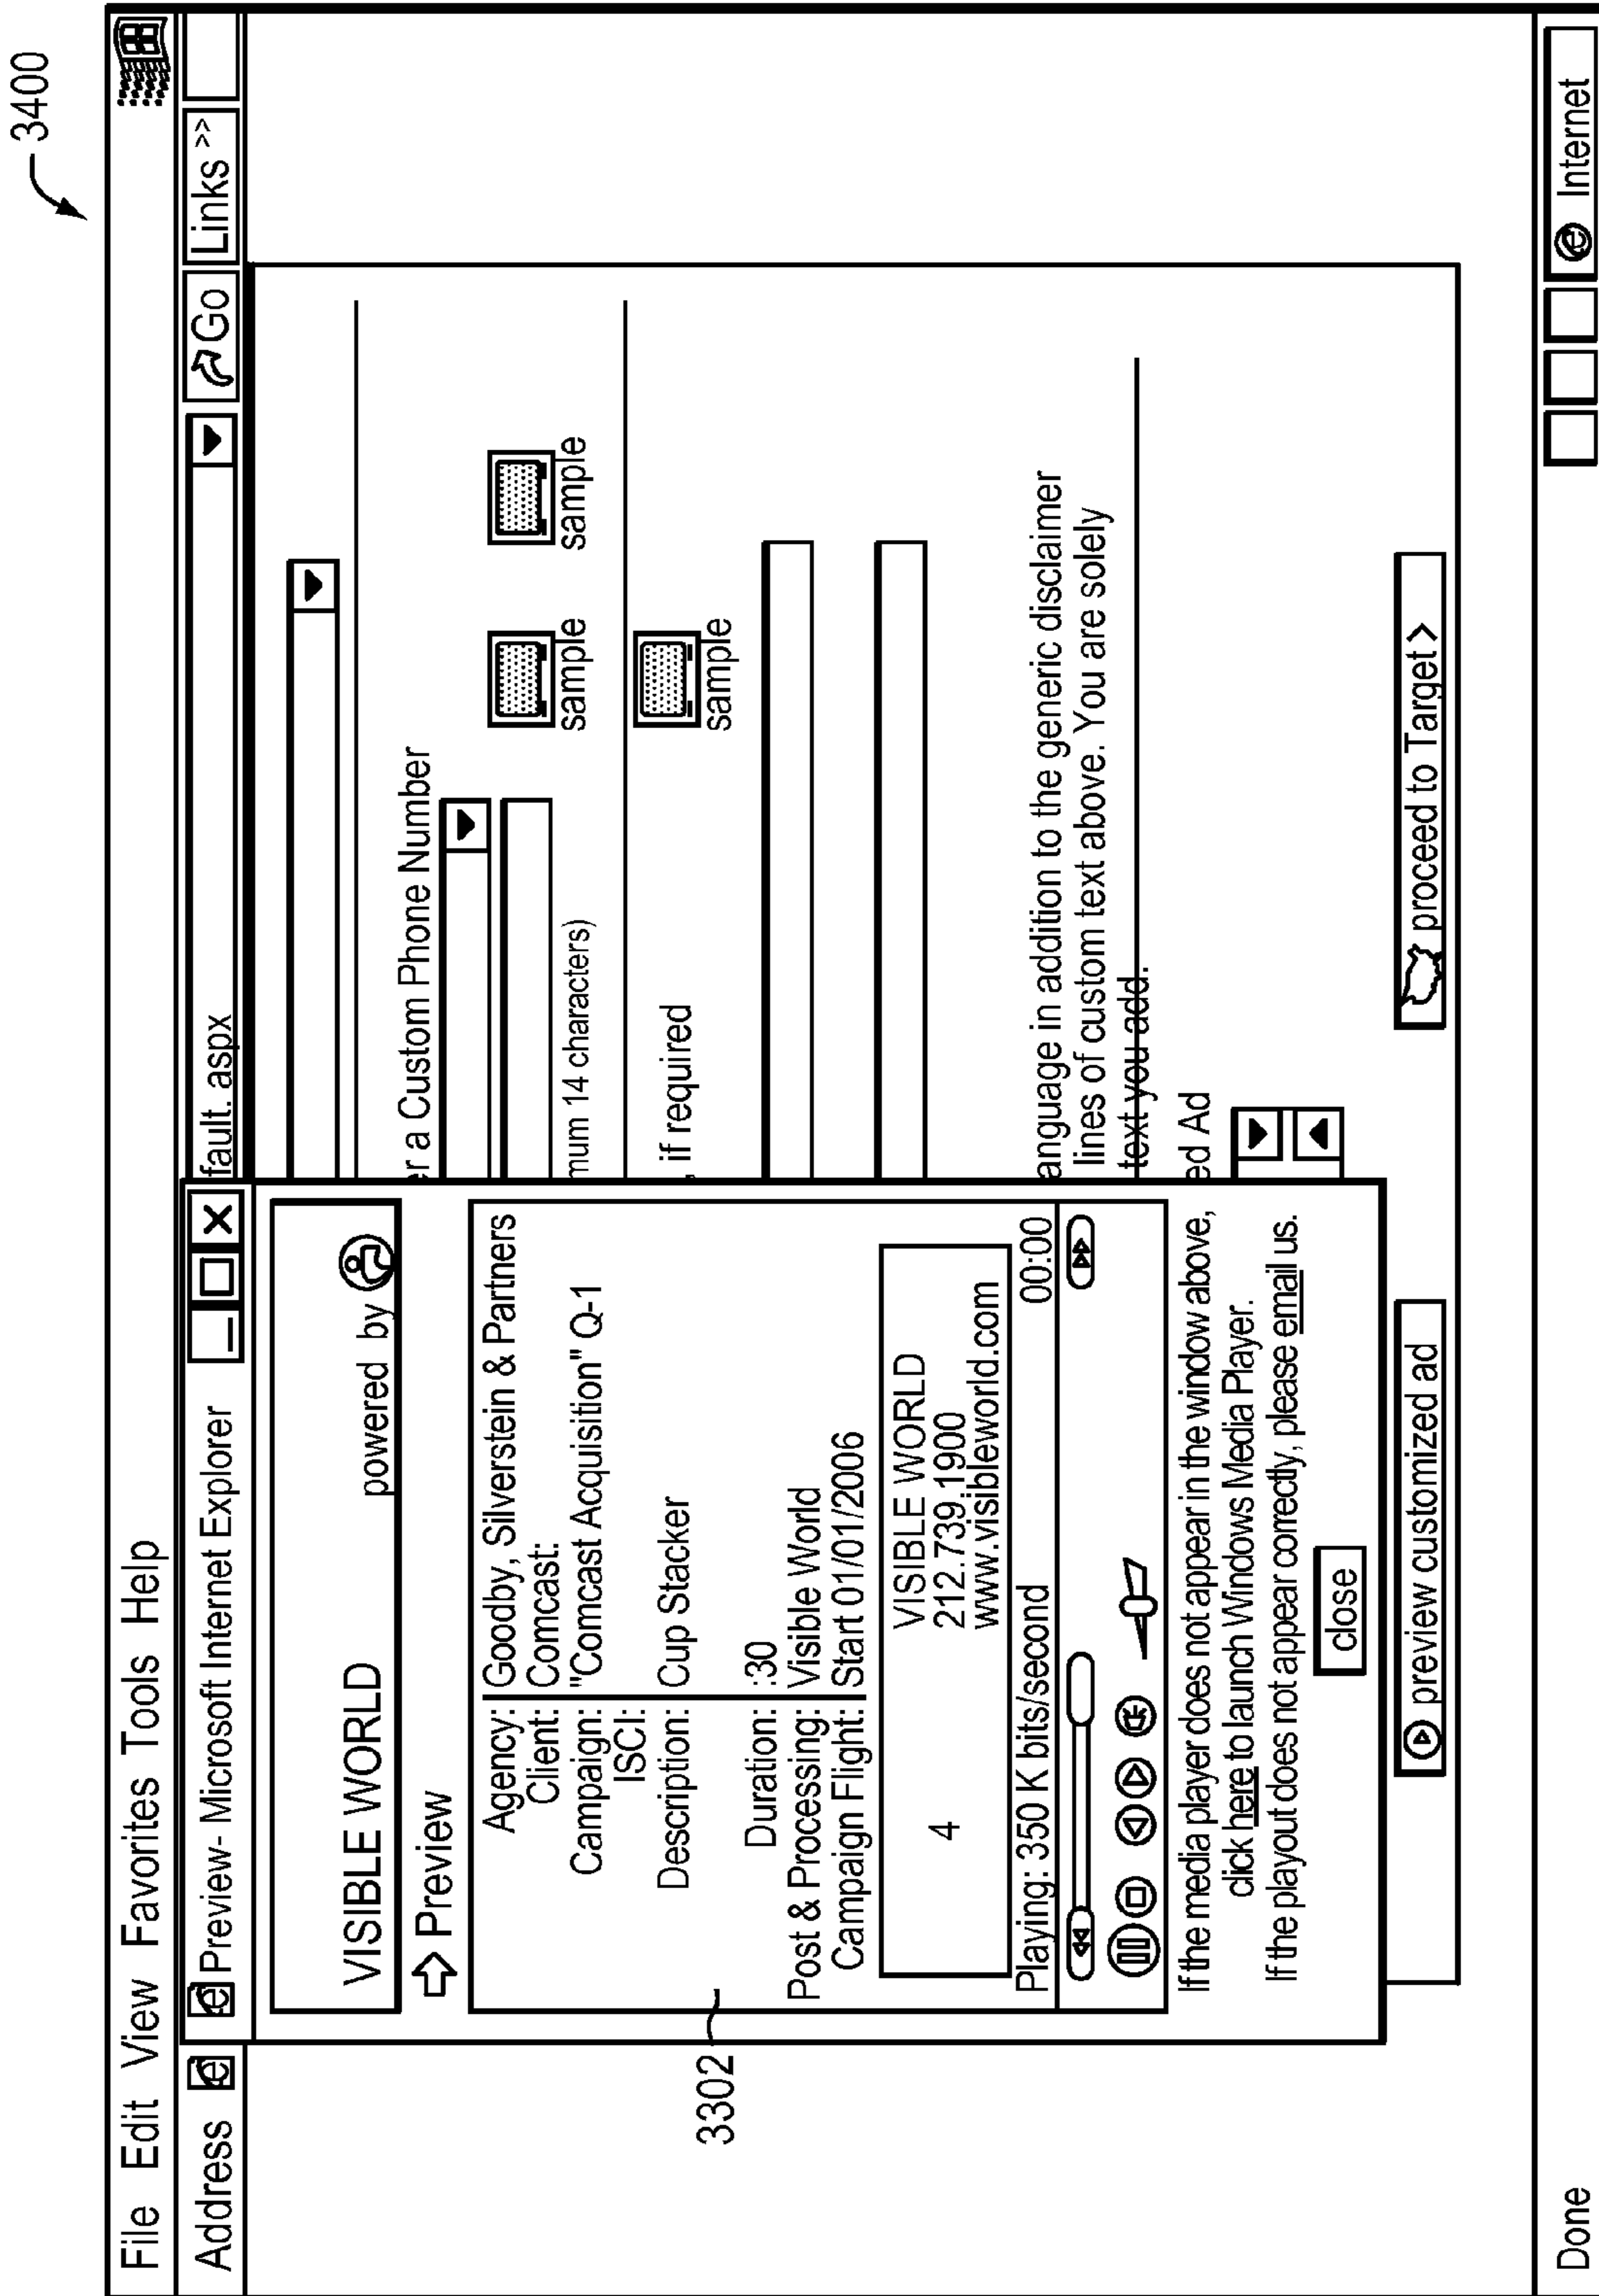 3400
File Edit View Favorites Tools Help
Address
fault. aspx
Go
Links >>
Preview- Microsoft Internet Explorer
VISIBLE WORLD
powered by
Preview
Agency: Goodby, Silverstein & Partners
Client: Comcast:
Campaign: "Comcast Acquisition" Q-1
ISCI:
Description: Cup Stacker
Duration: :30
Post & Processing: Visible World
Campaign Flight: Start 01/01/2006
3302
4
VISIBLE WORLD
212.739.1900
www.visibleworld.com
Playing: 350 K bits/second 00:00
If the media player does not appear in the window above,
click here to launch Windows Media Player.
If the playout does not appear correctly, please email us.
close
er a Custom Phone Number
mum 14 characters)
sample
sample
, if required
sample
anguage in addition to the generic disclaimer
lines of custom text above. You are solely
text you add.
ed Ad
preview customized ad
proceed to Target >
Done
Internet